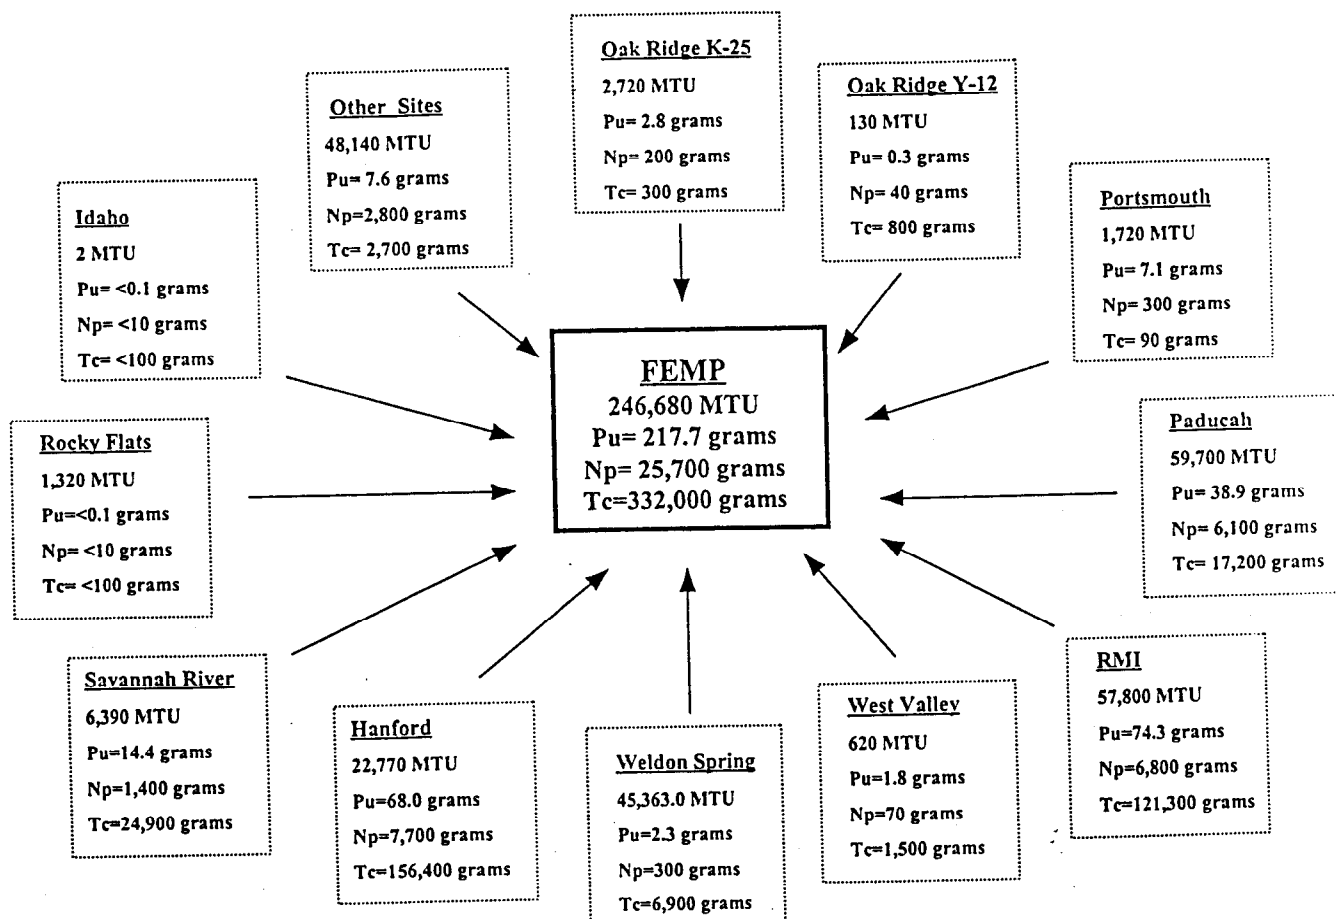 Oak Ridge K-25
2,720 MTU
Pu= 2.8 grams
Np= 200 grams
Tc= 300 grams
Oak Ridge Y-12
130 MTU
Pu= 0.3 grams
Np= 40 grams
Tc= 800 grams
Other Sites
48,140 MTU
Pu= 7.6 grams
Np=2,800 grams
Tc= 2,700 grams
Portsmouth
1,720 MTU
Pu= 7.1 grams
Np= 300 grams
Tc= 90 grams
Idaho
2 MTU
Pu= <0.1 grams
Np= <10 grams
Tc= <100 grams
FEMP
246,680 MTU
Pu= 217.7 grams
Np= 25,700 grams
Tc=332,000 grams
Rocky Flats
1,320 MTU
Pu=<0.1 grams
Np= <10 grams
Tc= <100 grams
Paducah
59,700 MTU
Pu= 38.9 grams
Np= 6,100 grams
Tc= 17,200 grams
Savannah River
6,390 MTU
Pu=14.4 grams
Np=1,400 grams
Tc=24,900 grams
Hanford
22,770 MTU
Pu=68.0 grams
Np=7,700 grams
Tc=156,400 grams
Weldon Spring
45,363.0 MTU
Pu=2.3 grams
Np=300 grams
Tc=6,900 grams
West Valley
620 MTU
Pu=1.8 grams
Np=70 grams
Tc=1,500 grams
RMI
57,800 MTU
Pu=74.3 grams
Np=6,800 grams
Tc=121,300 grams